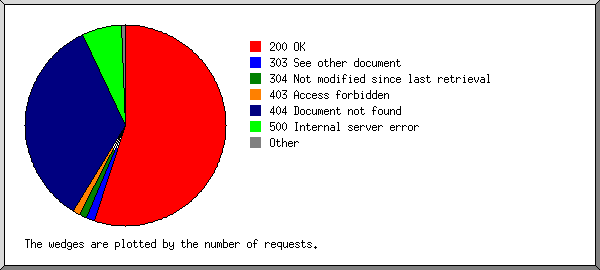 200 OK
303 See other document
304 Not modified since last retrieval
403 Access forbidden
404 Document not found
500 Internal server error
Other
The wedges are plotted by the number of requests.